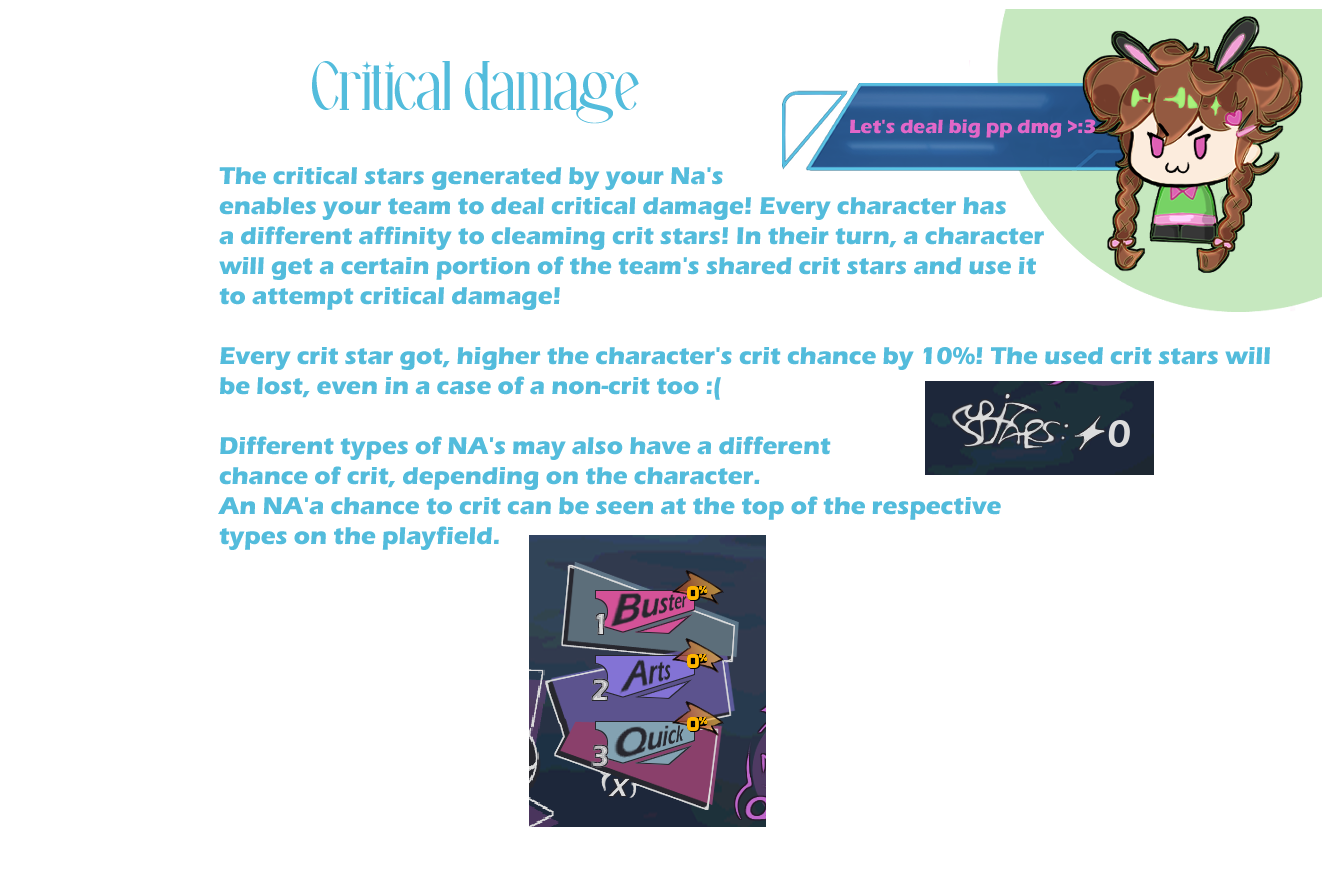 Critical damage
Let's deal big pp dmg >:3
The critical stars generated by your Na's
enables your team to deal critical damage! Every character has
a different affinity to cleaming crit stars! In their turn, a character
will get a certain portion of the team's shared crit stars and use it
to attempt critical damage!
Every crit star got, higher the character's crit chance by 10%! The used crit stars will
be lost, even in a case of a non-crit too :(
CRIT
STARS: 0
Different types of NA's may also have a different
chance of crit, depending on the character.
An NA'a chance to crit can be seen at the top of the respective
types on the playfield.
0%
Buster
1
0%
Arts
2
0%
Quick
3
(X)